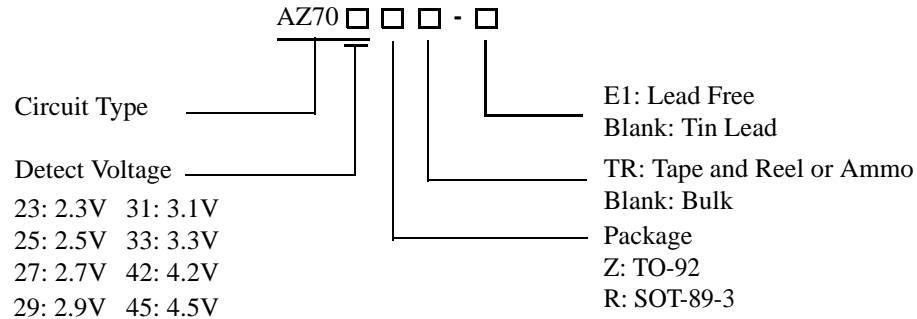 AZ70 □ □ □ - □
Circuit Type
Detect Voltage
23: 2.3V 31: 3.1V
25: 2.5V 33: 3.3V
27: 2.7V 42: 4.2V
29: 2.9V 45: 4.5V
E1: Lead Free
Blank: Tin Lead
TR: Tape and Reel or Ammo
Blank: Bulk
Package
Z: TO-92
R: SOT-89-3